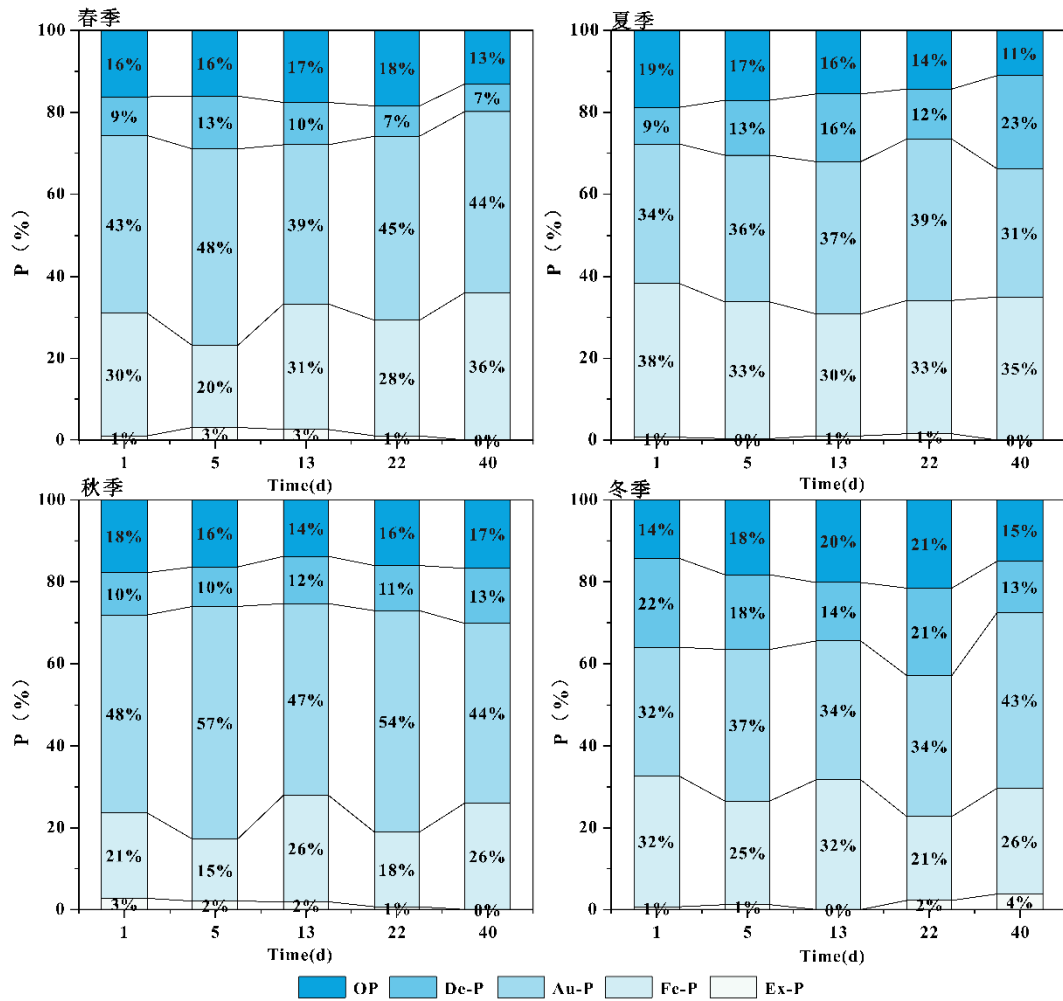 春季
夏季
P（%）
100
80
60
40
20
0
16% 16% 17% 18% 13%
9% 13% 10% 7% 7%
43% 48% 39% 45% 44%
30% 20% 31% 28% 36%
1% 3% 3% 1% 0%
1 5 13 22 40
Time(d)
P（%）
100
80
60
40
20
0
19% 17% 16% 14% 11%
9% 13% 16% 12% 23%
34% 36% 37% 39% 31%
38% 33% 30% 33% 35%
1% 0% 1% 1% 0%
1 5 13 22 40
Time(d)
秋季
冬季
P（%）
100
80
60
40
20
0
18% 16% 14% 16% 17%
10% 10% 12% 11% 13%
48% 57% 47% 54% 44%
21% 15% 26% 18% 26%
3% 2% 2% 1% 0%
1 5 13 22 40
Time(d)
P（%）
100
80
60
40
20
0
14% 18% 20% 21% 15%
22% 18% 14% 21% 13%
32% 37% 34% 34% 43%
32% 25% 32% 21% 26%
1% 1% 0% 2% 4%
1 5 13 22 40
Time(d)
OP De-P Au-P Fe-P Ex-P